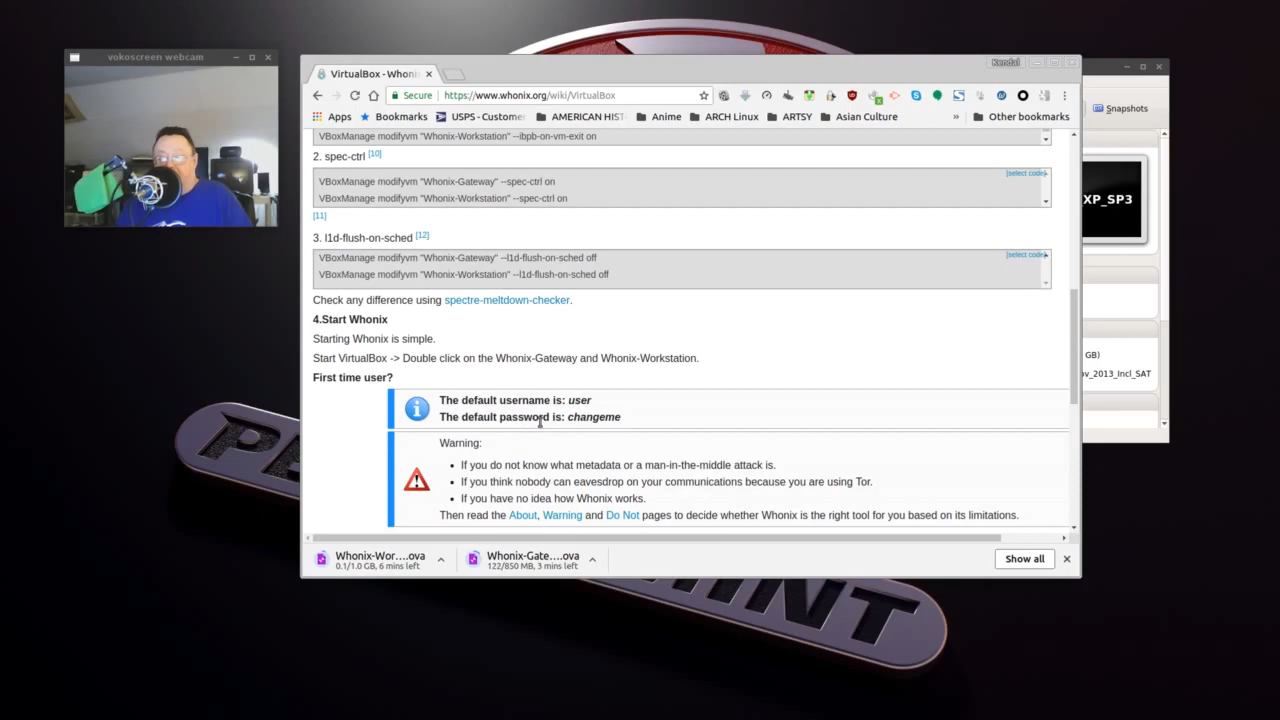 vokoscreen webcam
Kendal
VirtualBox - Whoni
Secure
https://www.whonix.org/wiki/VirtualBox
Apps
Bookmarks
USPS - Customer
AMERICAN HIST
Anime
ARCH Linux
ARTSY
Asian Culture
»
Other bookmarks
Snapshots
VBoxManage modifyvm "Whonix-Workstation" --ibpb-on-vm-exit on
2. spec-ctrl [10]
[select code]
VBoxManage modifyvm "Whonix-Gateway" --spec-ctrl on
VBoxManage modifyvm "Whonix-Workstation" --spec-ctrl on
[11]
3. l1d-flush-on-sched [12]
[select code]
VBoxManage modifyvm "Whonix-Gateway" --l1d-flush-on-sched off
VBoxManage modifyvm "Whonix-Workstation" --l1d-flush-on-sched off
Check any difference using spectre-meltdown-checker.
4.Start Whonix
Starting Whonix is simple.
Start VirtualBox -> Double click on the Whonix-Gateway and Whonix-Workstation.
First time user?
The default username is: user
The default password is: changeme
Warning:
• If you do not know what metadata or a man-in-the-middle attack is.
• If you think nobody can eavesdrop on your communications because you are using Tor.
• If you have no idea how Whonix works.
Then read the About, Warning and Do Not pages to decide whether Whonix is the right tool for you based on its limitations.
XP_SP3
GB)
ov_2013_Incl_SAT
Whonix-Wor....ova
0.1/1.0 GB, 6 mins left
Whonix-Gate....ova
122/850 MB, 3 mins left
Show all
MINT